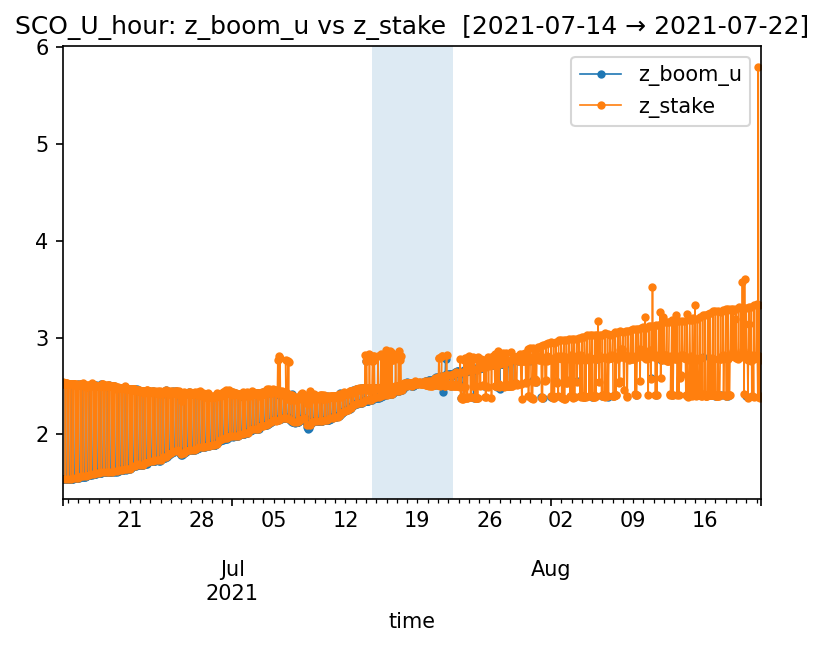 SCO_U_hour: z_boom_u vs z_stake  [2021-07-14 → 2021-07-22]
z_boom_u
z_stake
6
5
4
3
2
21 28 05 12 19 26 02 09 16
Jul Aug
2021
time